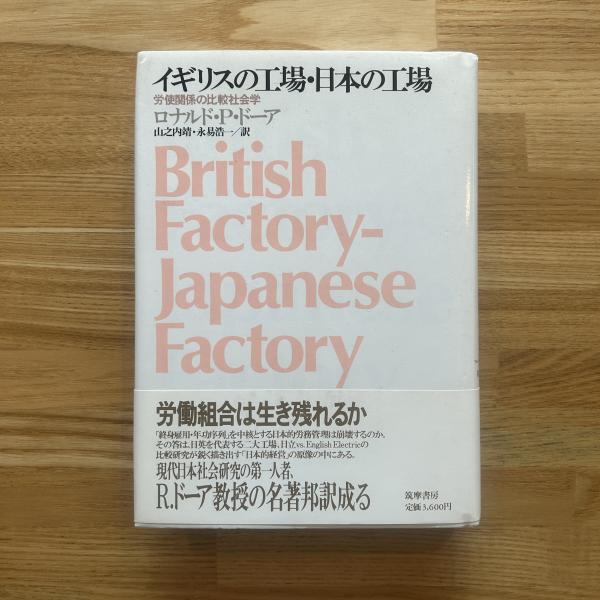 イギリスの工場・日本の工場
労使関係の比較社会学
ロナルド・P・ドーア
山之内靖・永易浩一／訳
British
Factory-
Japanese
Factory
労働組合は生き残れるか
「終身雇用・年功序列」を中核とする日本的労務管理は崩壊するのか。
その答は、日英を代表する二大工場、日立vs. English Electricの
比較研究が鋭く描き出す「日本的経営」の原像の中にある。
現代日本社会研究の第一人者、
R.ドーア教授の名著邦訳成る
筑摩書房
定価3,600円